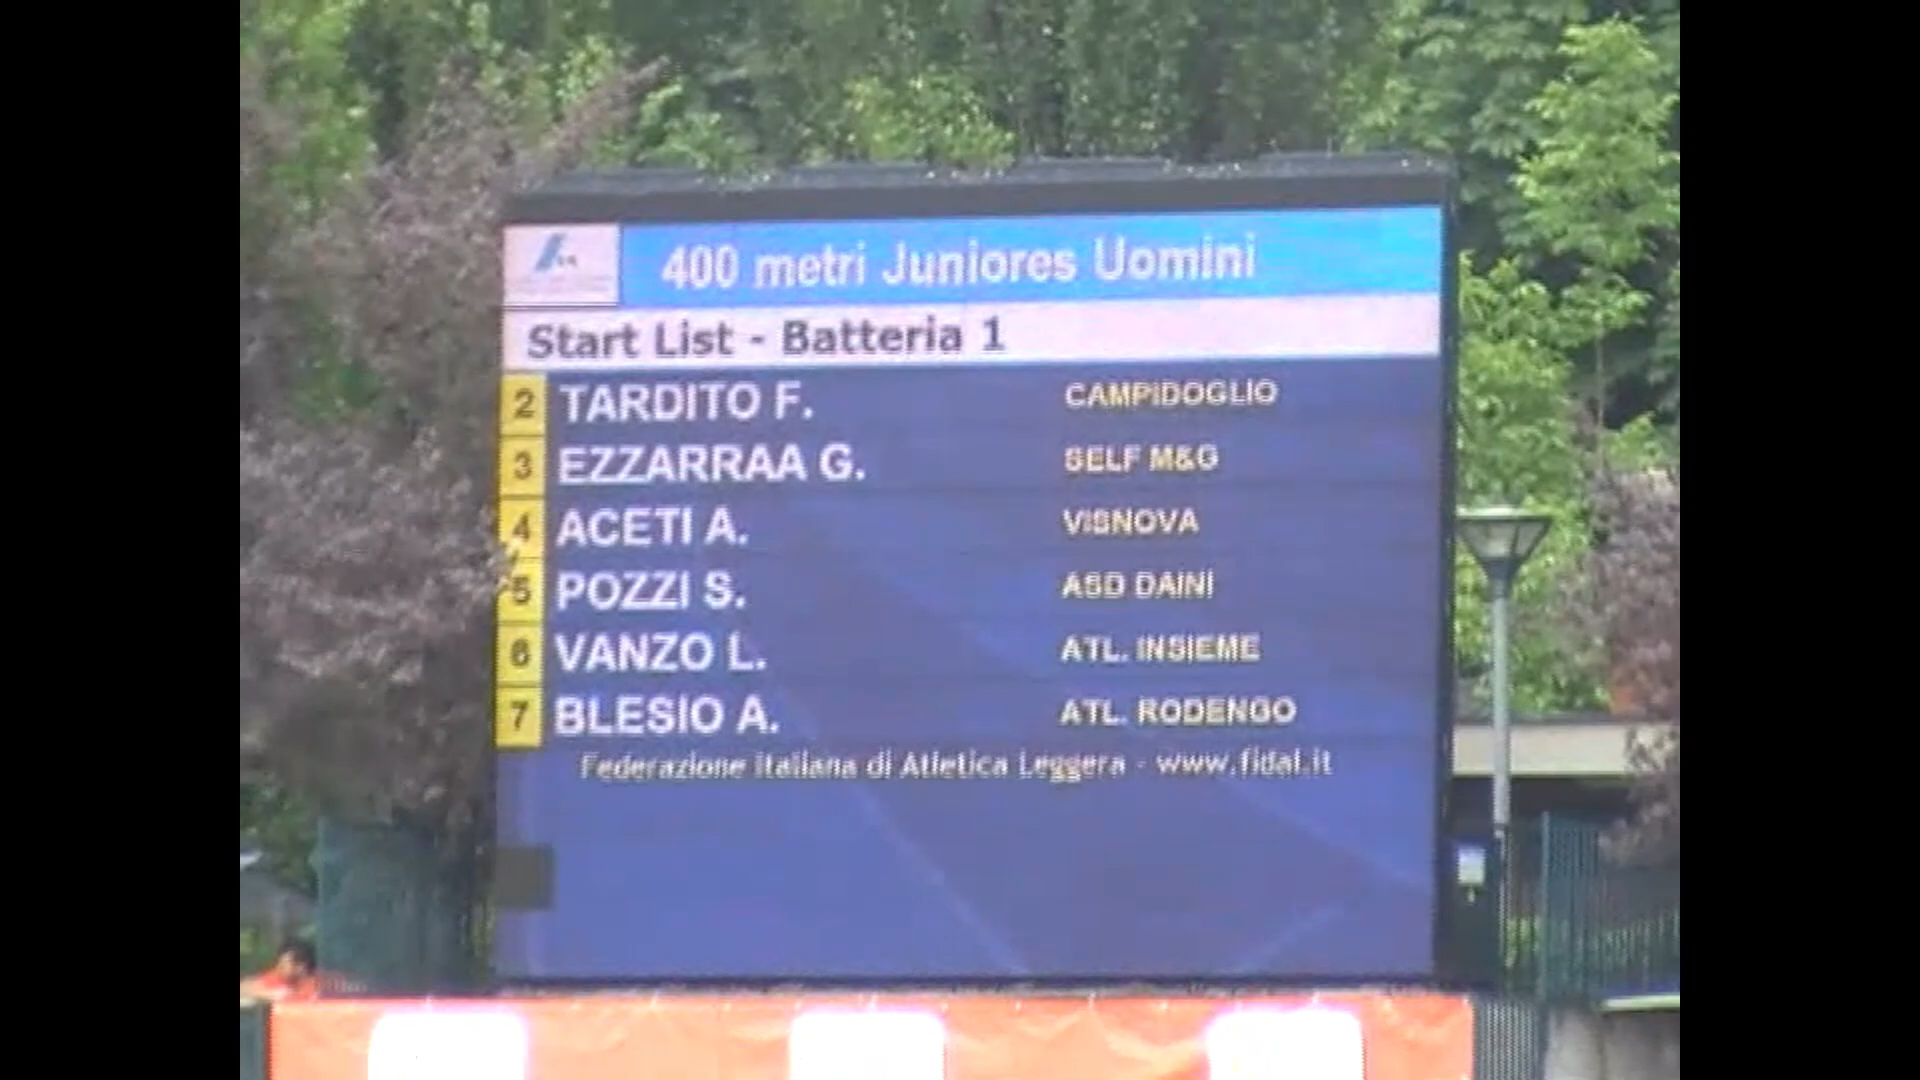 400 metri Juniores Uomini
Start List - Batteria 1
2 TARDITO F. CAMPIDOGLIO
3 EZZARRAA G. SELF M&G
4 ACETI A. VISNOVA
5 POZZI S. ASD DAINI
6 VANZO L. ATL. INSIEME
7 BLESIO A. ATL. RODENGO
Federazione Italiana di Atletica Leggera - www.fidal.it